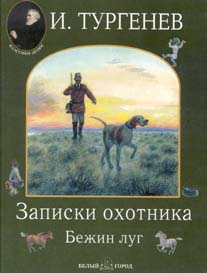 И. ТУРГЕНЕВ
Записки охотника
Бежин луг
БЕЛЫЙ ГОРОД